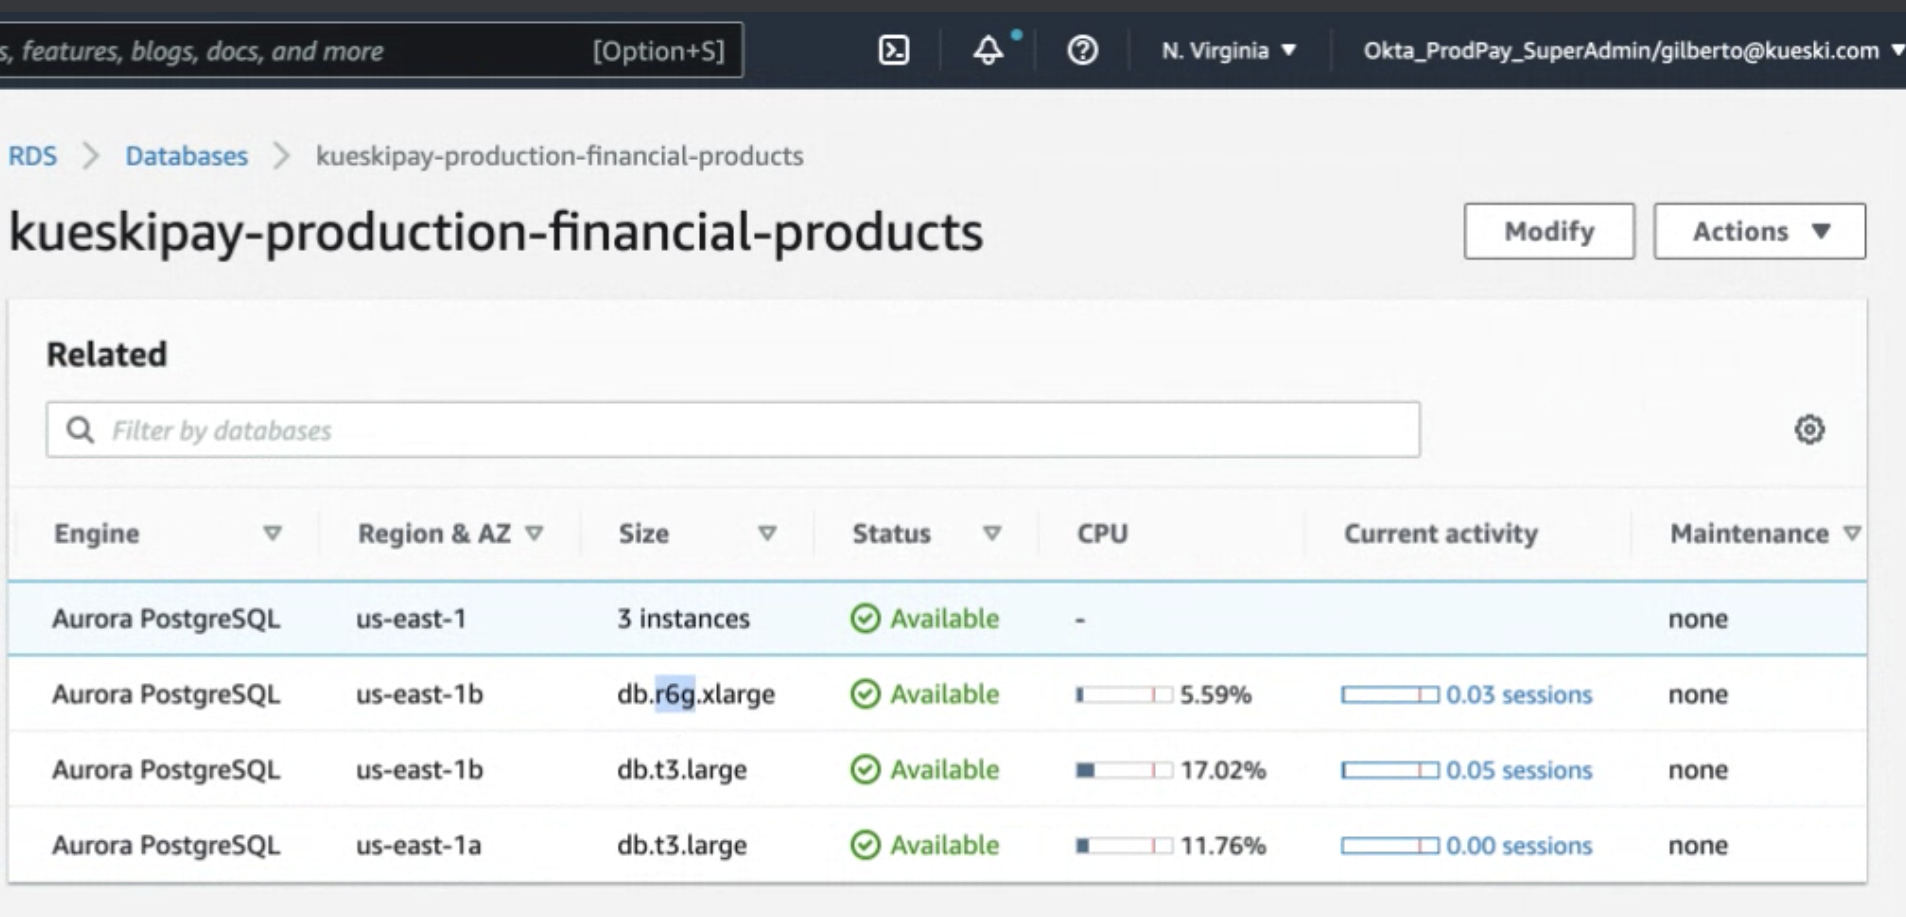 s, features, blogs, docs, and more [Option+S] N. Virginia ▼ Okta_ProdPay_SuperAdmin/gilberto@kueski.com ▼
RDS > Databases > kueskipay-production-financial-products
kueskipay-production-financial-products Modify Actions ▼
Related
Filter by databases
Engine Region & AZ Size Status CPU Current activity Maintenance
Aurora PostgreSQL us-east-1 3 instances Available - none
Aurora PostgreSQL us-east-1b db.r6g.xlarge Available 5.59% 0.03 sessions none
Aurora PostgreSQL us-east-1b db.t3.large Available 17.02% 0.05 sessions none
Aurora PostgreSQL us-east-1a db.t3.large Available 11.76% 0.00 sessions none